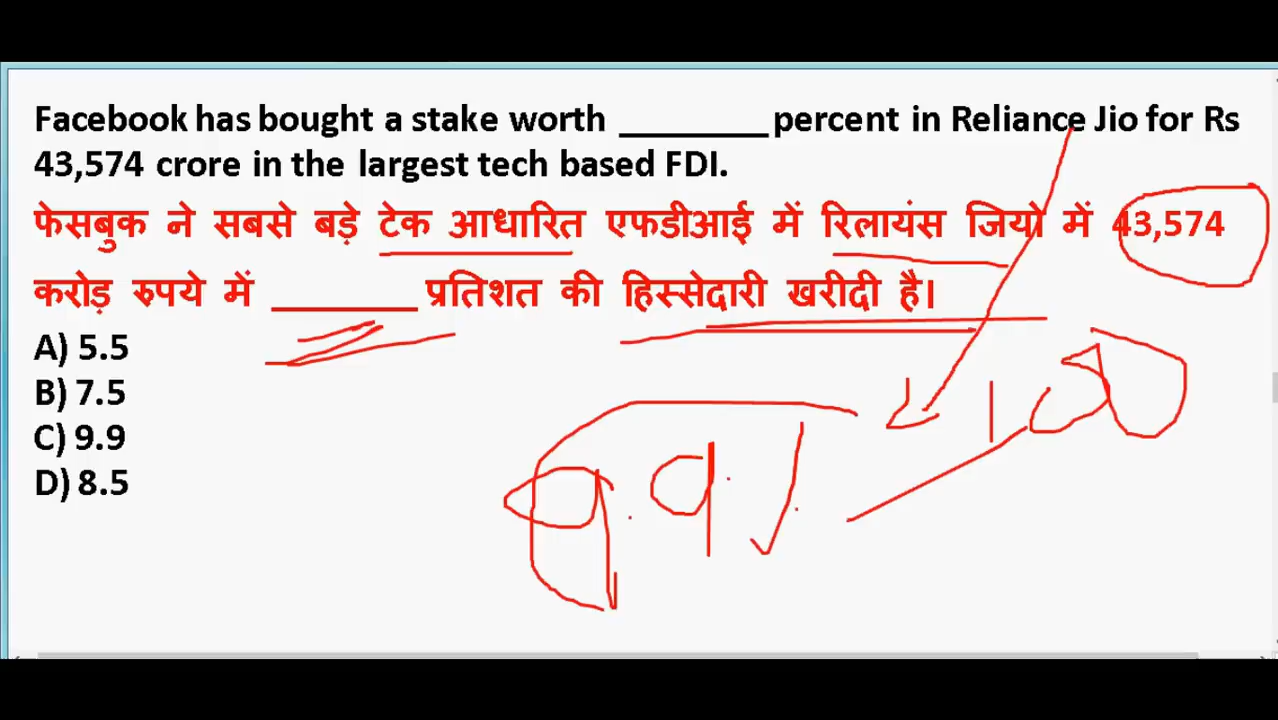 Facebook has bought a stake worth ________ percent in Reliance Jio for Rs
43,574 crore in the largest tech based FDI.
फेसबुक ने सबसे बड़े टेक आधारित एफडीआई में रिलायंस जियो में 43,574
करोड़ रुपये में ________ प्रतिशत की हिस्सेदारी खरीदी है।
A) 5.5
B) 7.5
C) 9.9
D) 8.5
100
9.9%